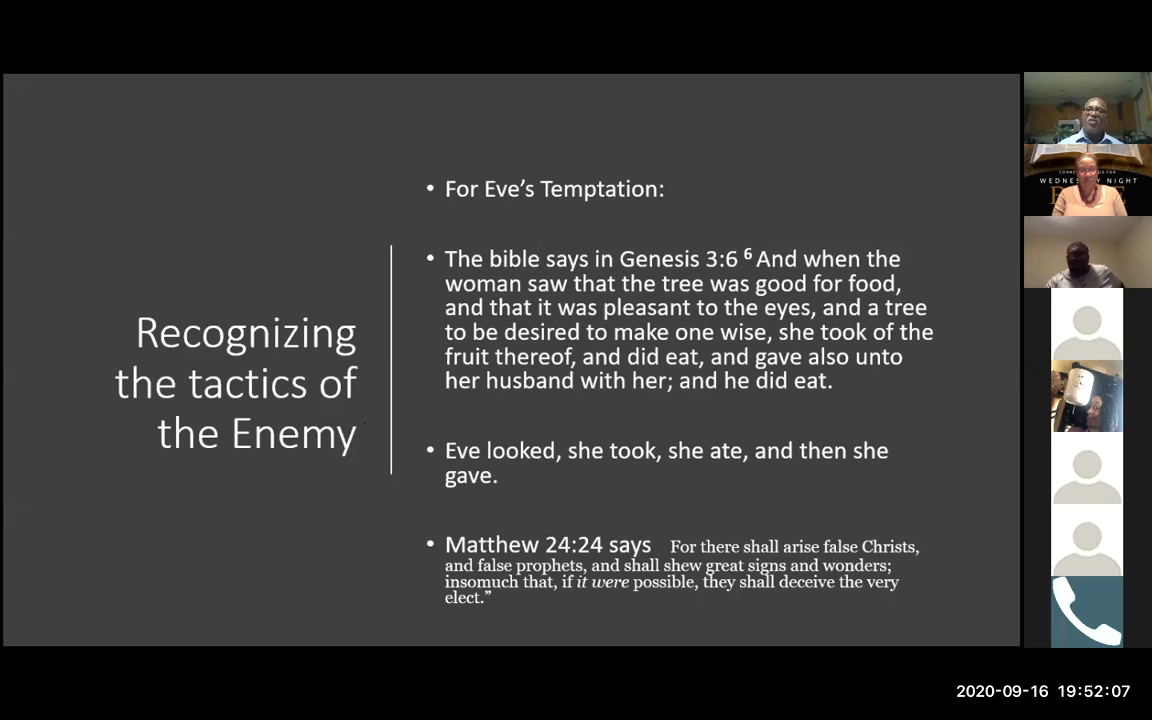 Recognizing
the tactics of
the Enemy
• For Eve’s Temptation:
• The bible says in Genesis 3:6 ⁶ And when the
woman saw that the tree was good for food,
and that it was pleasant to the eyes, and a tree
to be desired to make one wise, she took of the
fruit thereof, and did eat, and gave also unto
her husband with her; and he did eat.
• Eve looked, she took, she ate, and then she
gave.
• Matthew 24:24 says For there shall arise false Christs,
and false prophets, and shall shew great signs and wonders;
insomuch that, if it were possible, they shall deceive the very
elect.”
WEDNESDAY NIGHT
2020-09-16 19:52:07